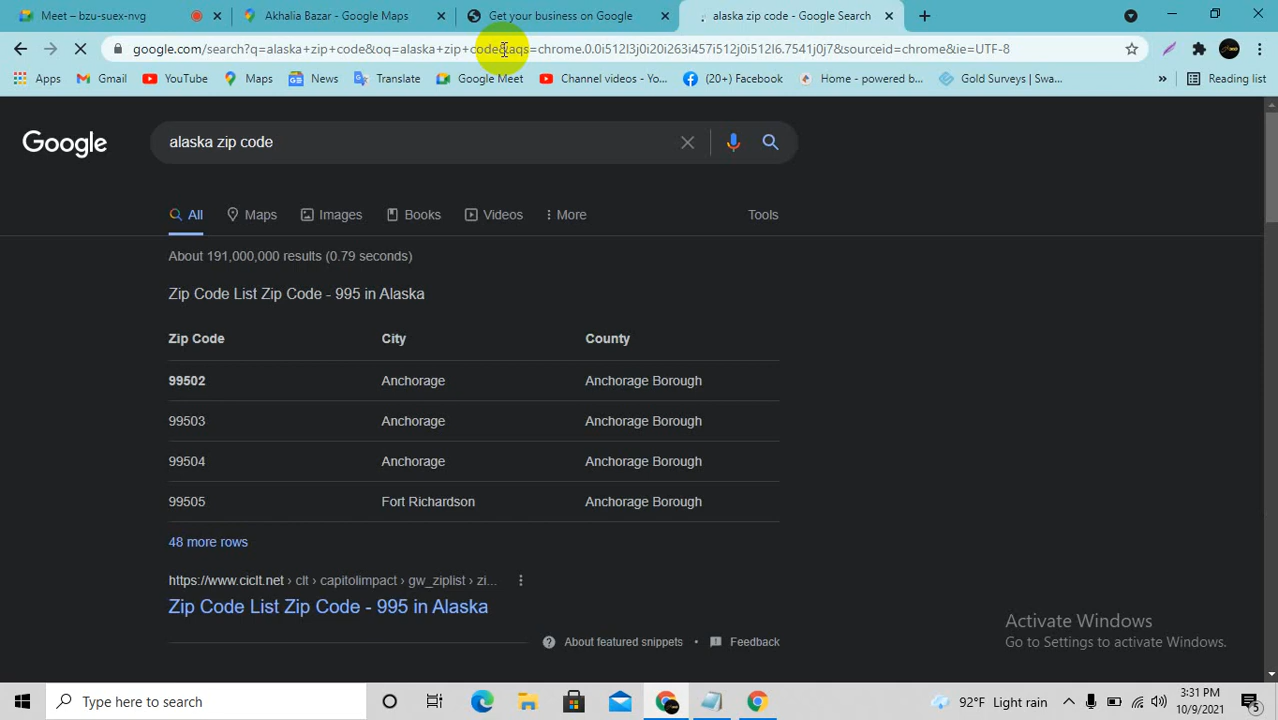 Meet – bzu-suex-nvg
Akhalia Bazar - Google Maps
Get your business on Google
alaska zip code - Google Search
google.com/search?q=alaska+zip+code&oq=alaska+zip+code&aqs=chrome.0.0i512l3j0i20i263i457i512j0i512l6.7541j0j7&sourceid=chrome&ie=UTF-8
Apps Gmail YouTube Maps News Translate Google Meet Channel videos - Yo... (20+) Facebook Home - powered b... Gold Surveys | Swa... » Reading list
Google
alaska zip code
All Maps Images Books Videos More Tools
About 191,000,000 results (0.79 seconds)
Zip Code List Zip Code - 995 in Alaska
Zip Code City County
99502 Anchorage Anchorage Borough
99503 Anchorage Anchorage Borough
99504 Anchorage Anchorage Borough
99505 Fort Richardson Anchorage Borough
48 more rows
https://www.ciclt.net › clt › capitolimpact › gw_ziplist › zi...
Zip Code List Zip Code - 995 in Alaska
About featured snippets • Feedback
Activate Windows
Go to Settings to activate Windows.
Type here to search
92°F Light rain
3:31 PM
10/9/2021
5